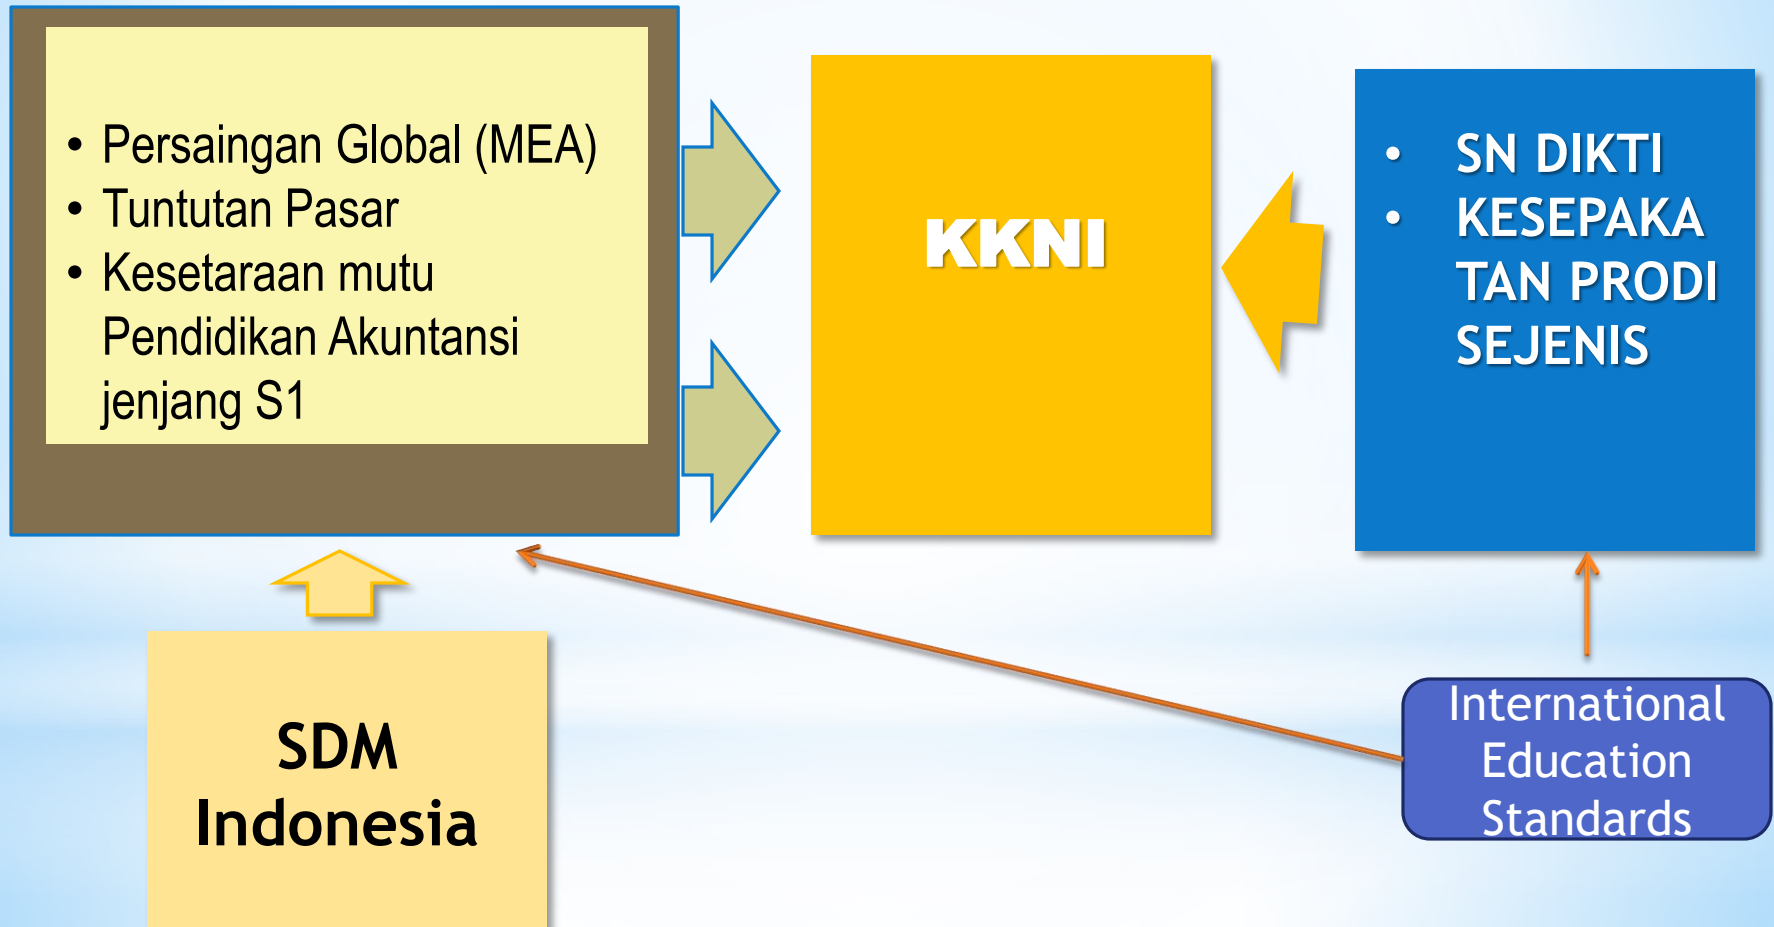 • Persaingan Global (MEA)
• Tuntutan Pasar
• Kesetaraan mutu
Pendidikan Akuntansi
jenjang S1
KKNI
• SN DIKTI
• KESEPAKA
TAN PRODI
SEJENIS
SDM
Indonesia
International
Education
Standards